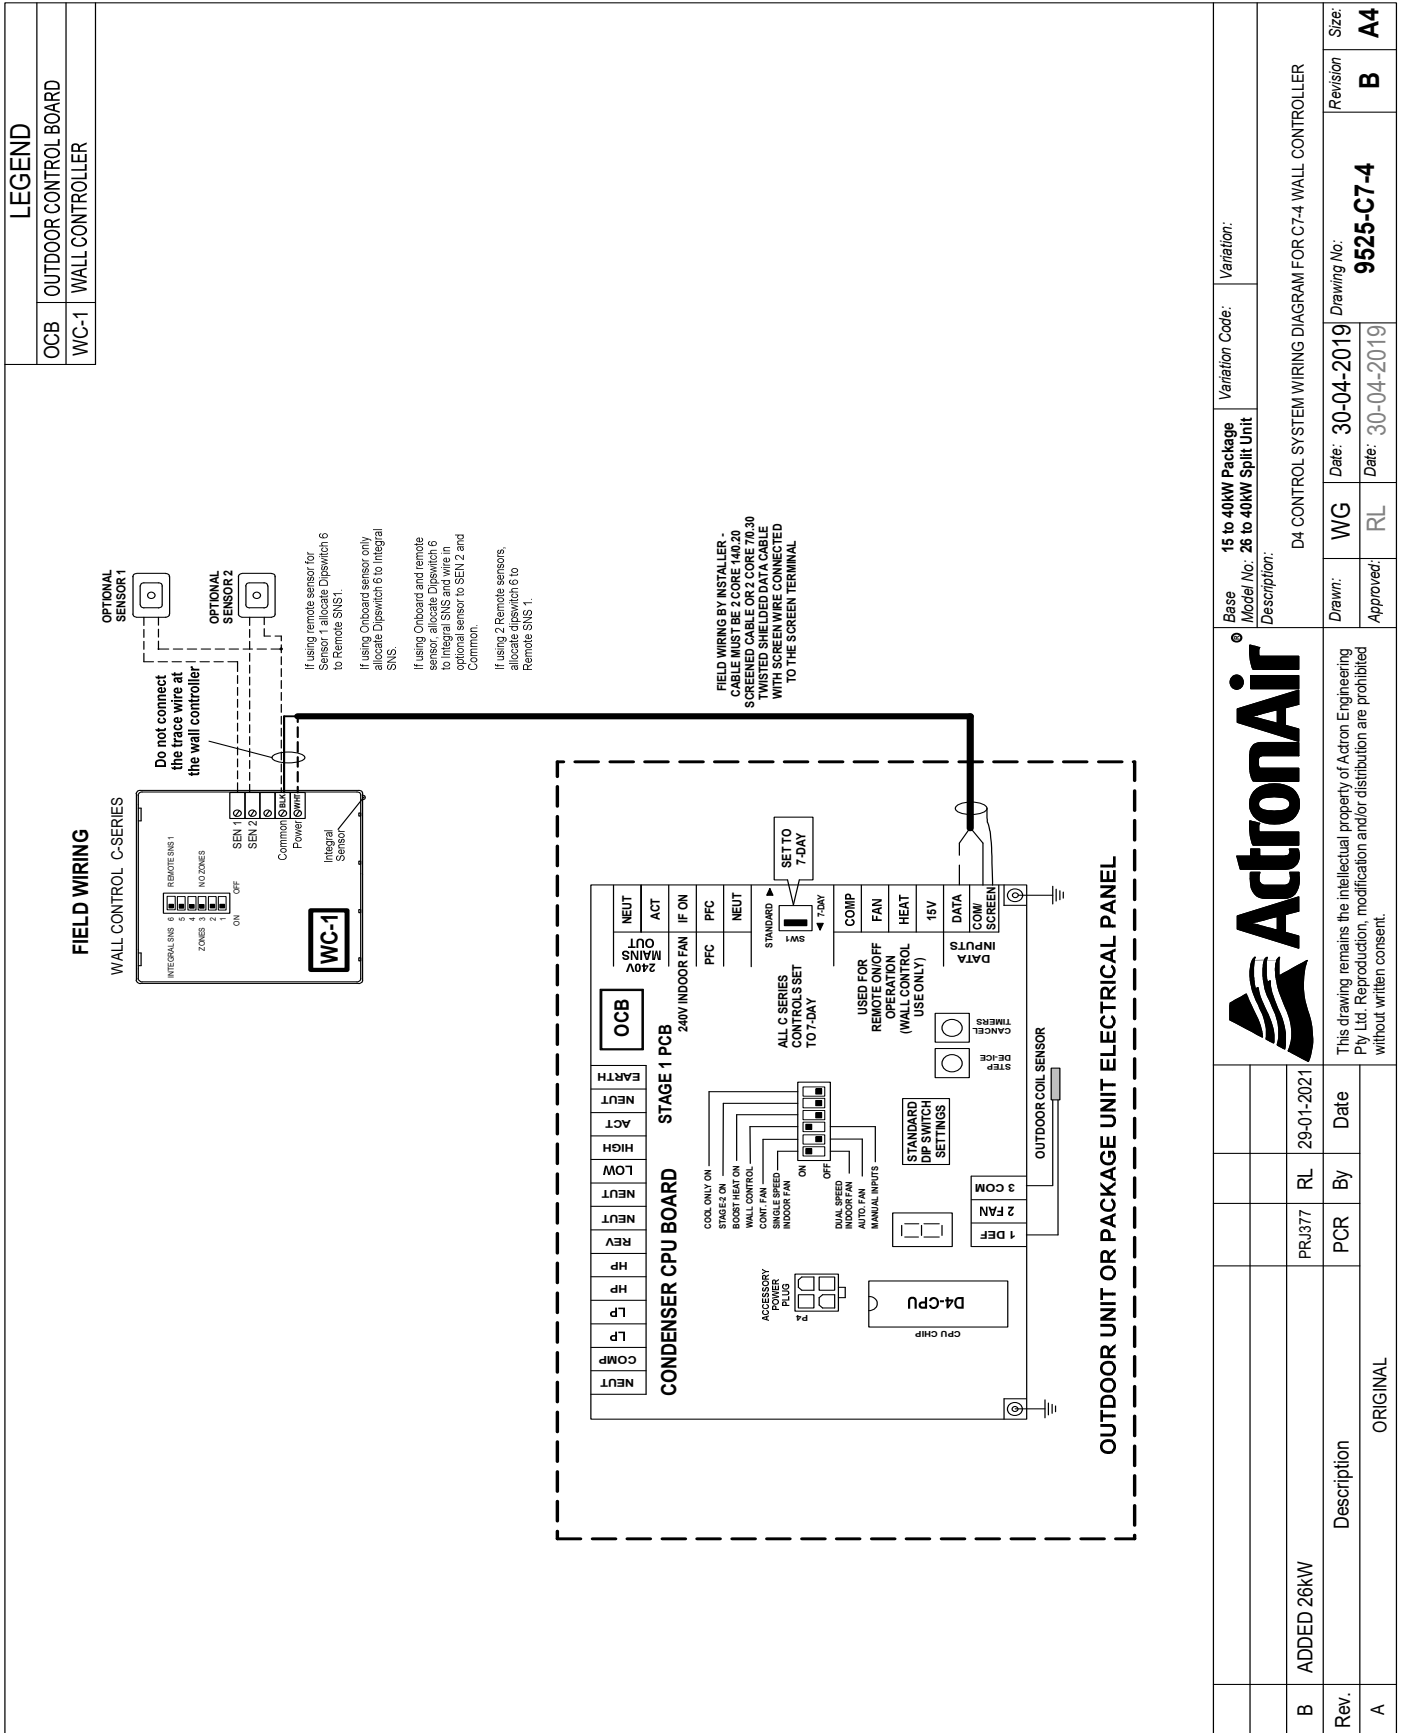 LEGEND
OCB OUTDOOR CONTROL BOARD
WC-1 WALL CONTROLLER
FIELD WIRING
WALL CONTROL C-SERIES
INTEGRAL SNS 6 REMOTE SNS 1
5
4
ZONES 3 NO ZONES
2
1
ON OFF
WC-1
SEN 1
SEN 2
Common BLK
Power WHT
Integral
Sensor
Do not connect
the trace wire at
the wall controller
OPTIONAL
SENSOR 1
OPTIONAL
SENSOR 2
If using remote sensor for
Sensor 1 allocate Dipswitch 6
to Remote SNS1.
If using Onboard sensor only
allocate Dipswitch 6 to Integral
SNS.
If using Onboard and remote
sensor, allocate Dipswitch 6
to Integral SNS and wire in
optional sensor to SEN 2 and
Common.
If using 2 Remote sensors,
allocate dipswitch 6 to
Remote SNS 1.
FIELD WIRING BY INSTALLER -
CABLE MUST BE 2 CORE 14/0.20
SCREENED CABLE OR 2 CORE 7/0.30
TWISTED SHIELDED DATA CABLE
WITH SCREEN WIRE CONNECTED
TO THE SCREEN TERMINAL
NEUT
COMP
LP
LP
HP
HP
REV
NEUT
NEUT
LOW
HIGH
ACT
NEUT
EARTH
OCB
CONDENSER CPU BOARD STAGE 1 PCB
240V
MAINS
OUT
NEUT
ACT
240V INDOOR FAN IF ON
PFC PFC
NEUT
STANDARD
SW1
7-DAY
SET TO
7-DAY
ALL C SERIES
CONTROLS SET
TO 7-DAY
USED FOR
REMOTE ON/OFF
OPERATION
(WALL CONTROL
USE ONLY)
COMP
FAN
HEAT
15V
DATA
COM/
SCREEN
DATA
INPUTS
COOL ONLY ON
STAGE-2 ON
BOOST HEAT ON
WALL CONTROL
CONT. FAN
SINGLE SPEED
INDOOR FAN
ON
OFF
DUAL SPEED
INDOOR FAN
AUTO. FAN
MANUAL INPUTS
STANDARD
DIP SWITCH
SETTINGS
STEP
DE-ICE
CANCEL
TIMERS
ACCESSORY
POWER
PLUG
P4
D4-CPU
CPU CHIP
1 DEF
2 FAN
3 COM
OUTDOOR COIL SENSOR
OUTDOOR UNIT OR PACKAGE UNIT ELECTRICAL PANEL
B ADDED 26kW PRJ377 RL 29-01-2021
Rev. Description PCR By Date
A ORIGINAL
ActronAir®
This drawing remains the intellectual property of Actron Engineering
Pty Ltd. Reproduction, modification and/or distribution are prohibited
without written consent.
Base 15 to 40kW Package
Model No: 26 to 40kW Split Unit
Variation Code:
Variation:
Description:
D4 CONTROL SYSTEM WIRING DIAGRAM FOR C7-4 WALL CONTROLLER
Drawn: WG Date: 30-04-2019
Approved: RL Date: 30-04-2019
Drawing No:
9525-C7-4
Revision
B
Size:
A4